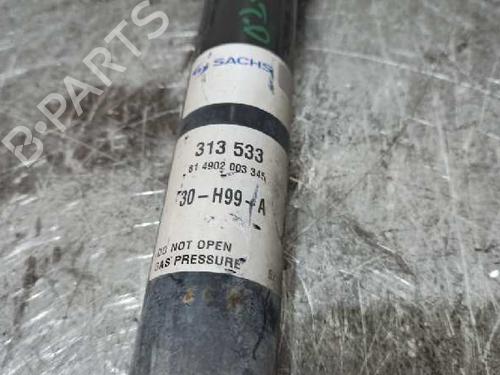 SACHS
313 533
81 4902 003 345
30-H99-A
DO NOT OPEN
GAS PRESSURE
B-PARTS